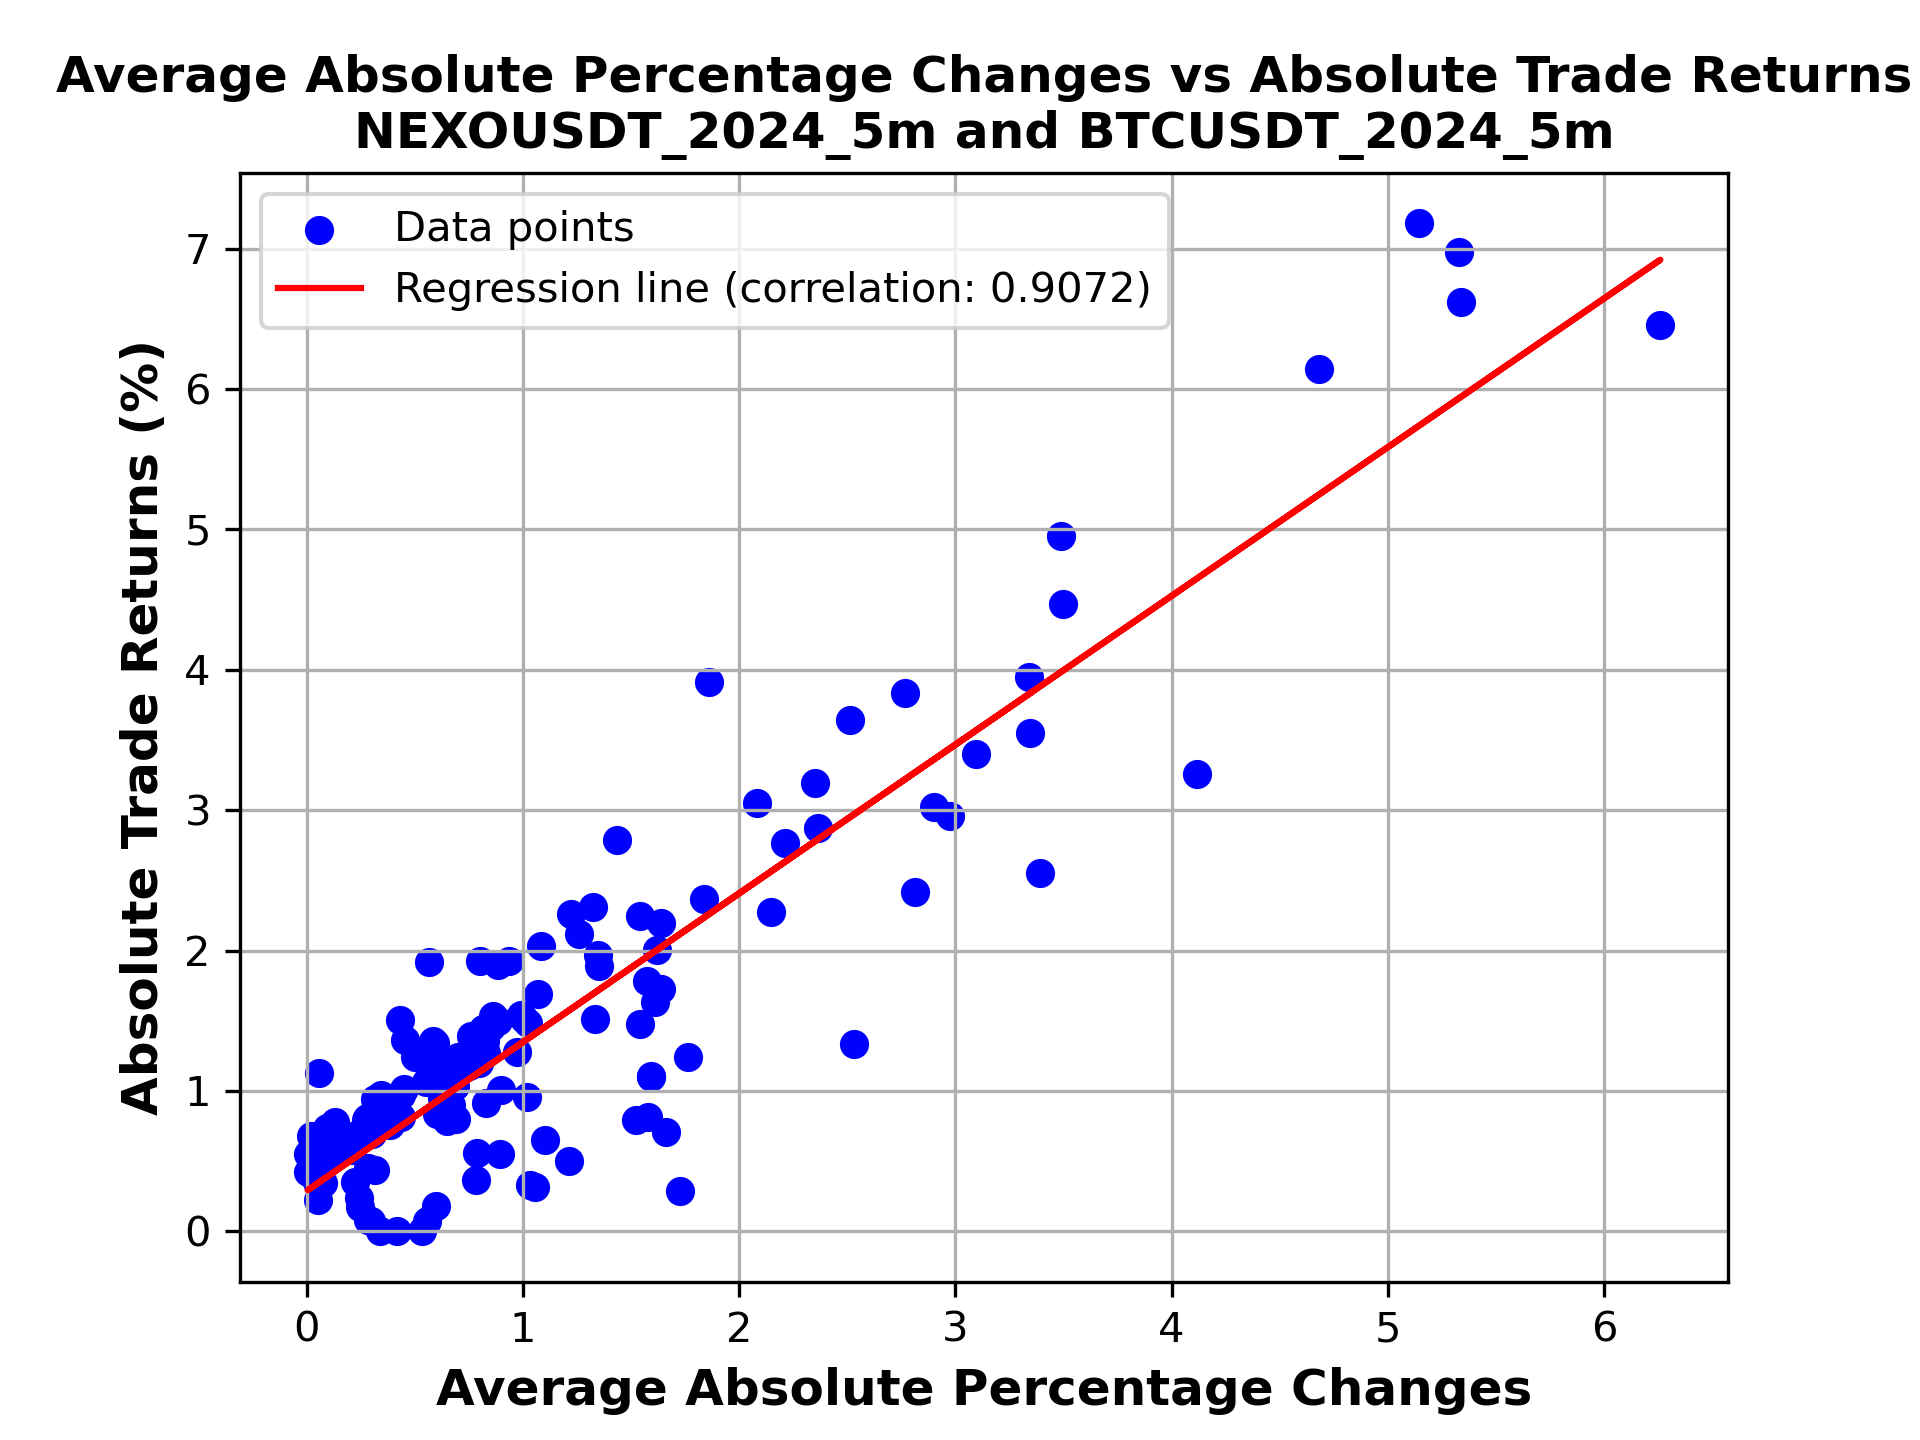 Average Absolute Percentage Changes vs Absolute Trade Returns
NEXOUSDT_2024_5m and BTCUSDT_2024_5m
Data points
Regression line (correlation: 0.9072)
Absolute Trade Returns (%)
7
6
5
4
3
2
1
0
0 1 2 3 4 5 6
Average Absolute Percentage Changes